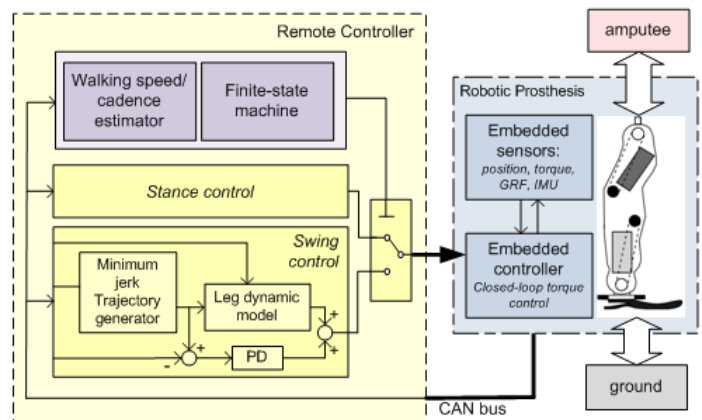 Remote Controller
Walking speed/
cadence
estimator
Finite-state
machine
Stance control
Swing
control
Minimum
jerk
Trajectory
generator
Leg dynamic
model
+
+
+
-
PD
CAN bus
amputee
Robotic Prosthesis
Embedded
sensors:
position, torque,
GRF, IMU
Embedded
controller
Closed-loop torque
control
ground